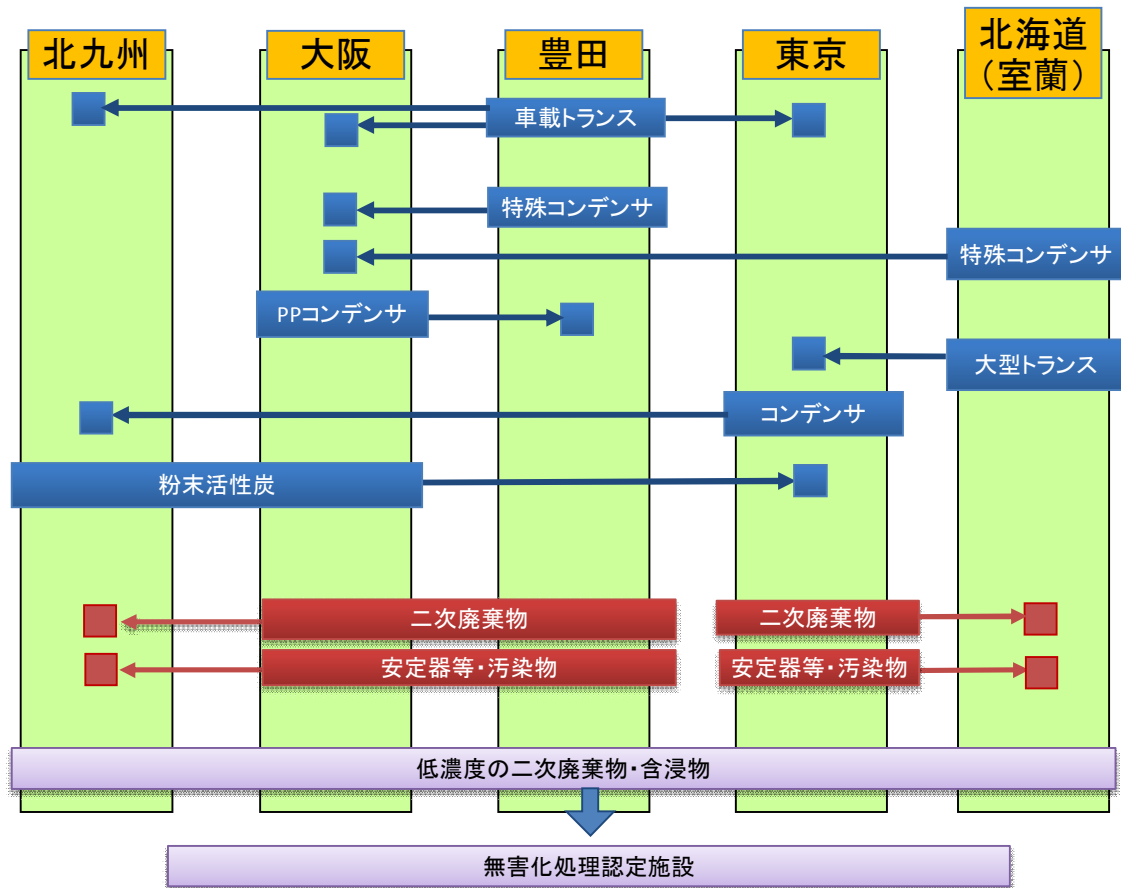 北九州
大阪
豊田
東京
北海道
（室蘭）
車載トランス
特殊コンデンサ
特殊コンデンサ
PPコンデンサ
大型トランス
コンデンサ
粉末活性炭
二次廃棄物
二次廃棄物
安定器等・汚染物
安定器等・汚染物
低濃度の二次廃棄物・含浸物
無害化処理認定施設